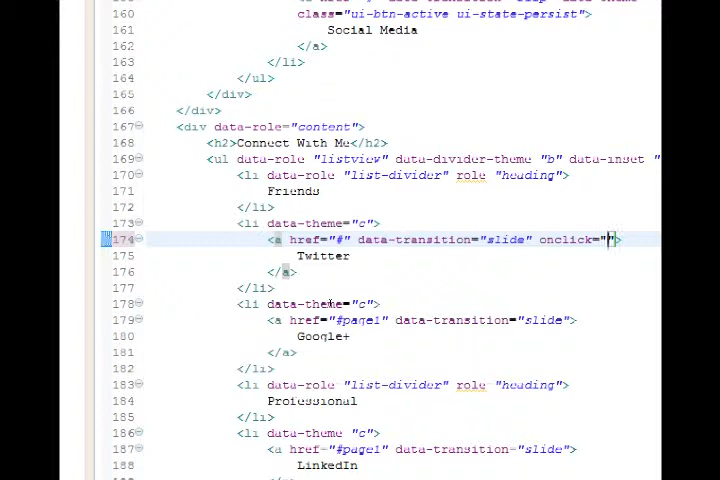 160 class="ui-btn-active ui-state-persist">
161 Social Media
162 </a>
163 </li>
164 </ul>
165 </div>
166 </div>
167 <div data-role="content">
168 <h2>Connect With Me</h2>
169 <ul data-role "listview" data-divider-theme "b" data-inset "
170 <li data-role "list-divider" role "heading">
171 Friends
172 </li>
173 <li data-theme="c">
174 <a href="#" data-transition="slide" onclick="">
175 Twitter
176 </a>
177 </li>
178 <li data-theme="c">
179 <a href="#page1" data-transition="slide">
180 Google+
181 </a>
182 </li>
183 <li data-role "list-divider" role "heading">
184 Professional
185 </li>
186 <li data-theme "c">
187 <a href="#page1" data-transition="slide">
188 LinkedIn